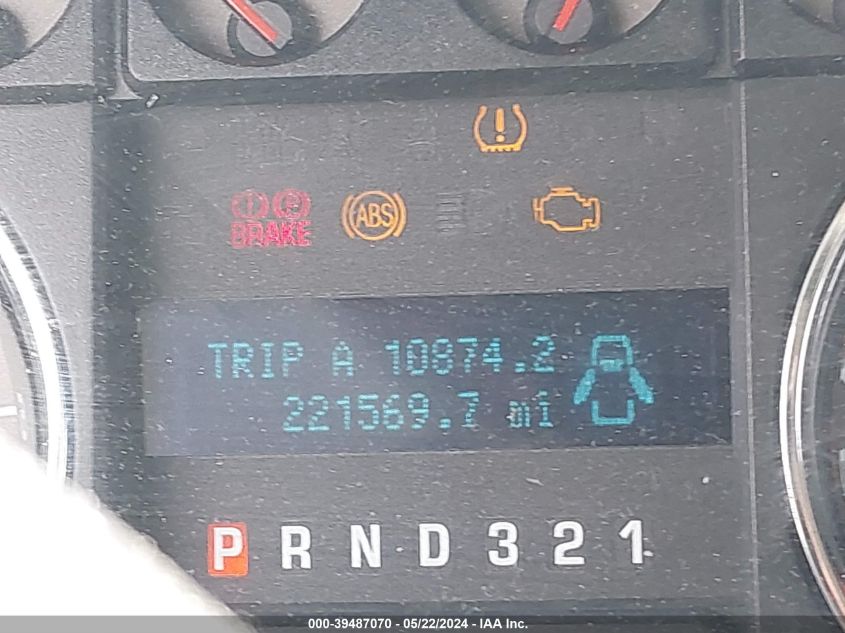 BRAKE ABS
TRIP A 10874.2
221569.7 mi
P R N D 3 2 1
000-39487070 - 05/22/2024 - IAA Inc.